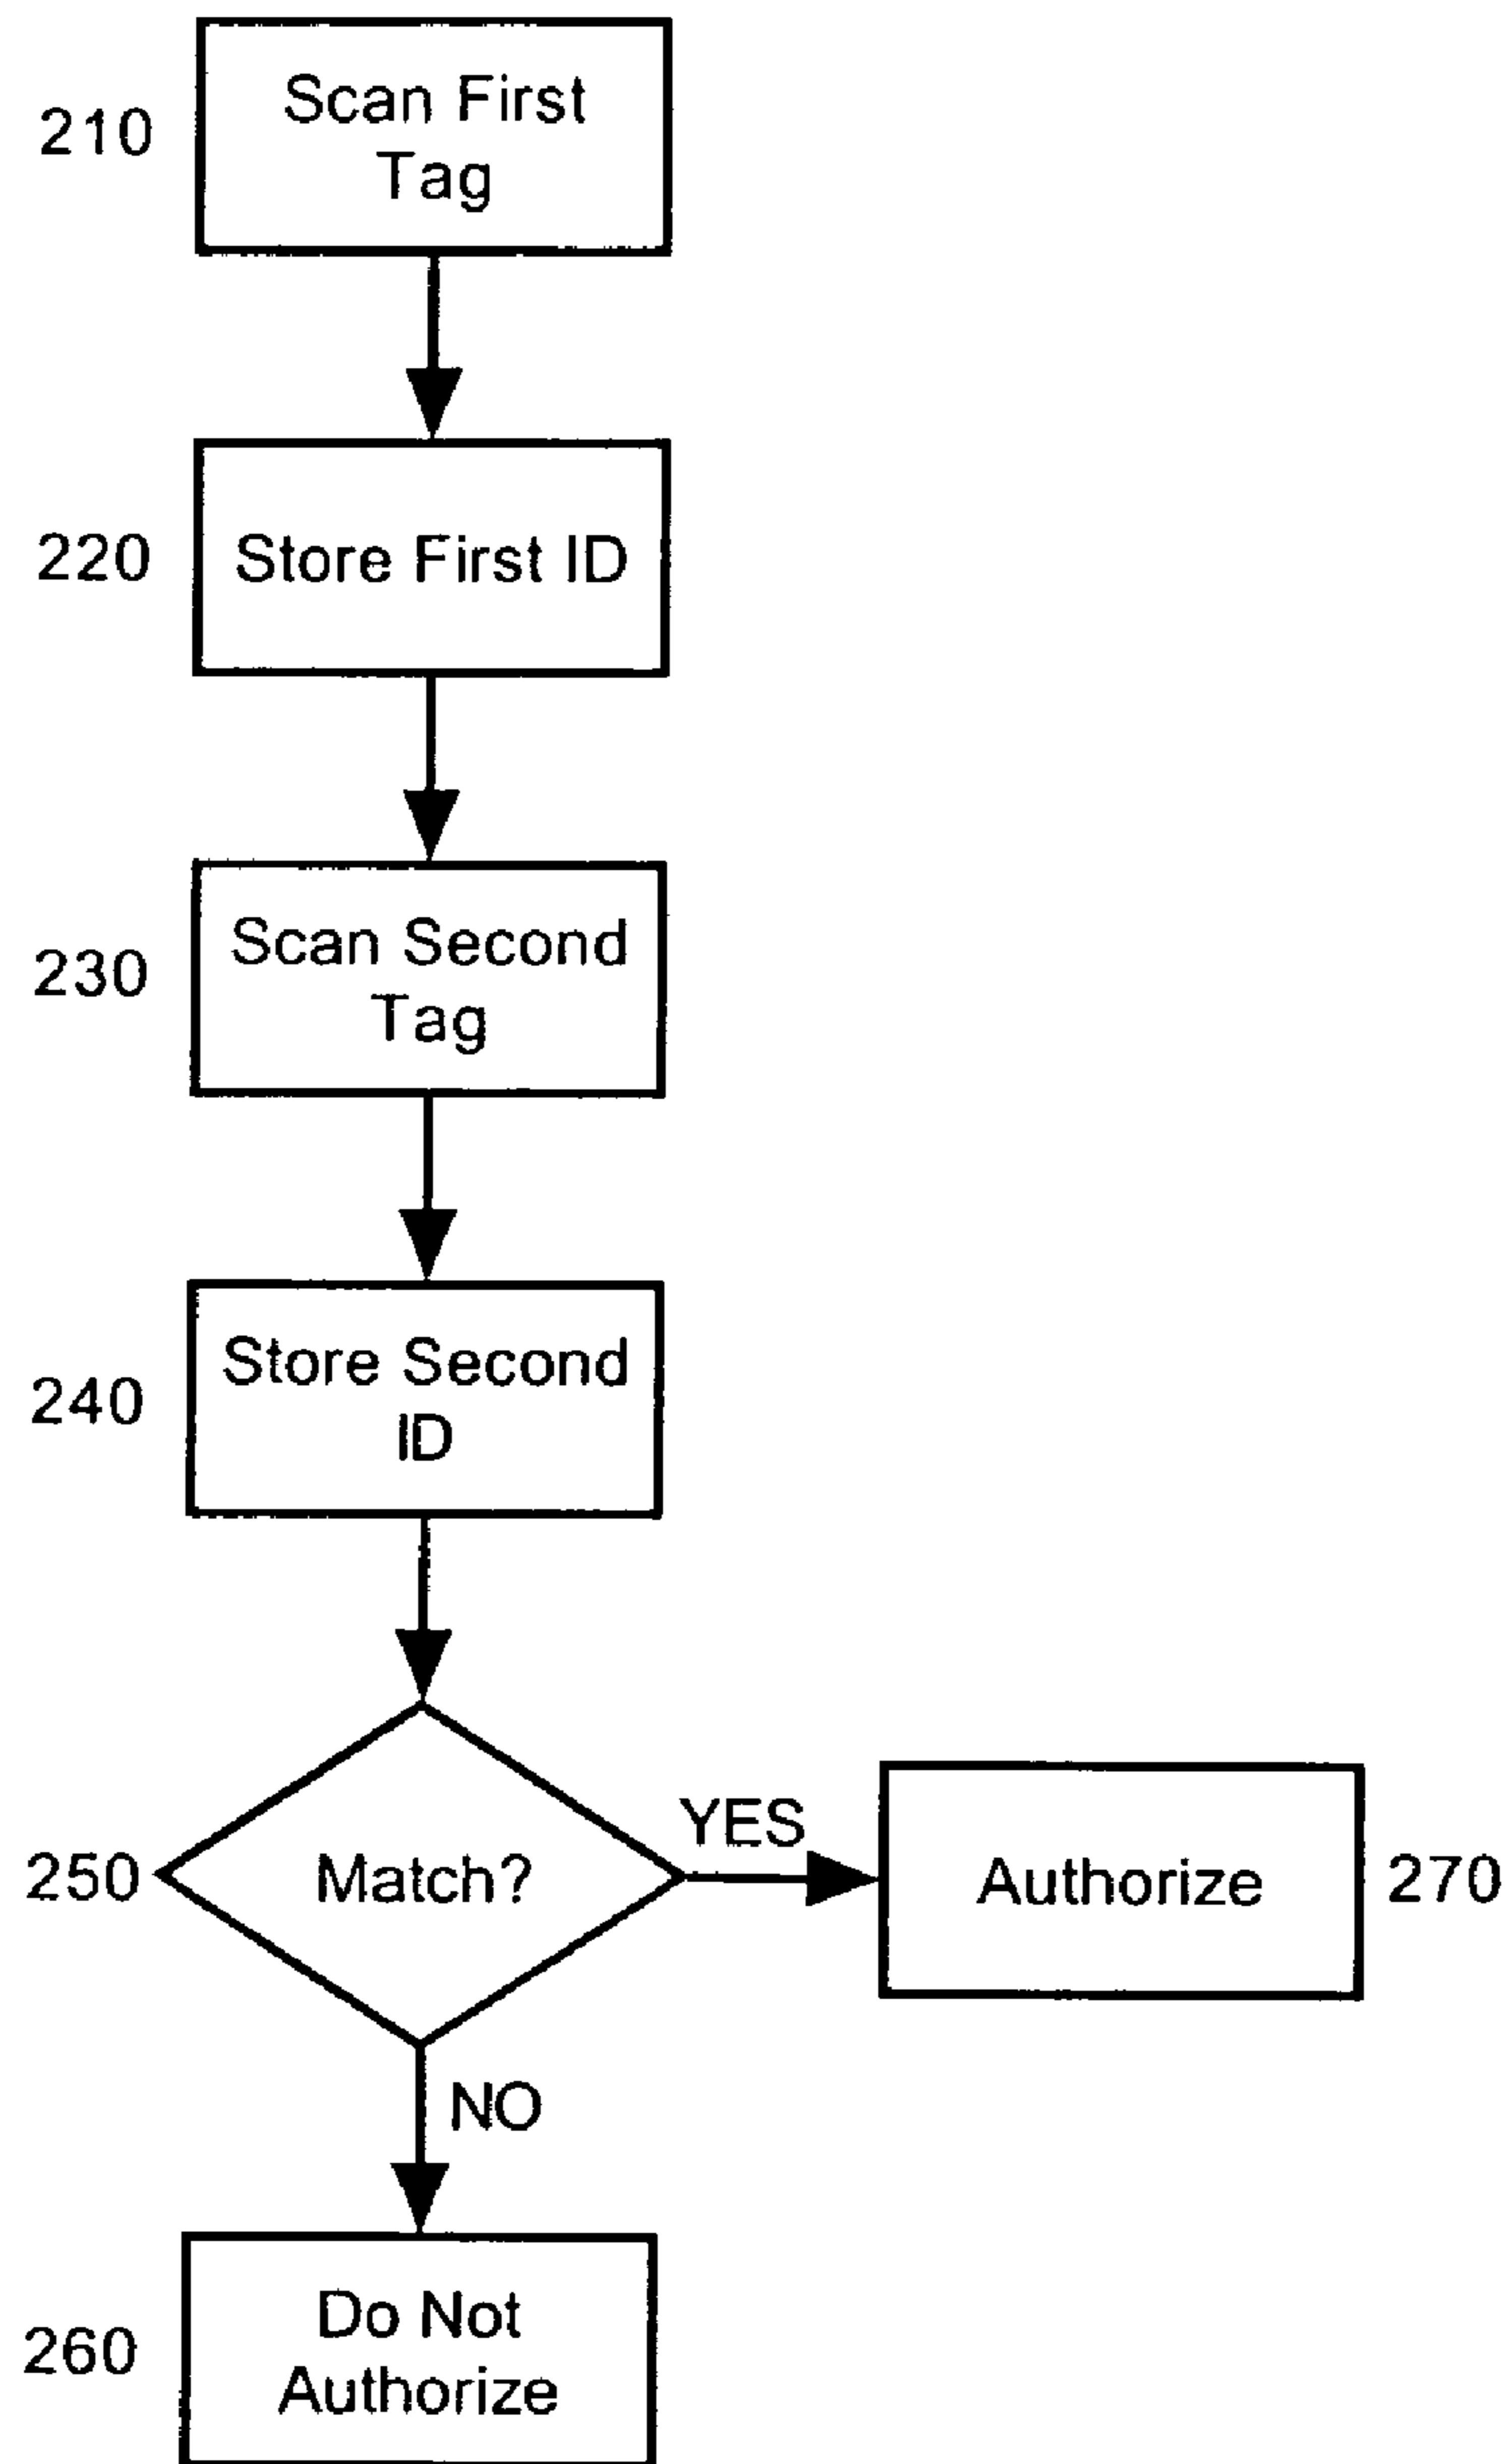 210
Scan First
Tag
220
Store First ID
230
Scan Second
Tag
240
Store Second
ID
250
Match?
YES
Authorize
270
NO
260
Do Not
Authorize